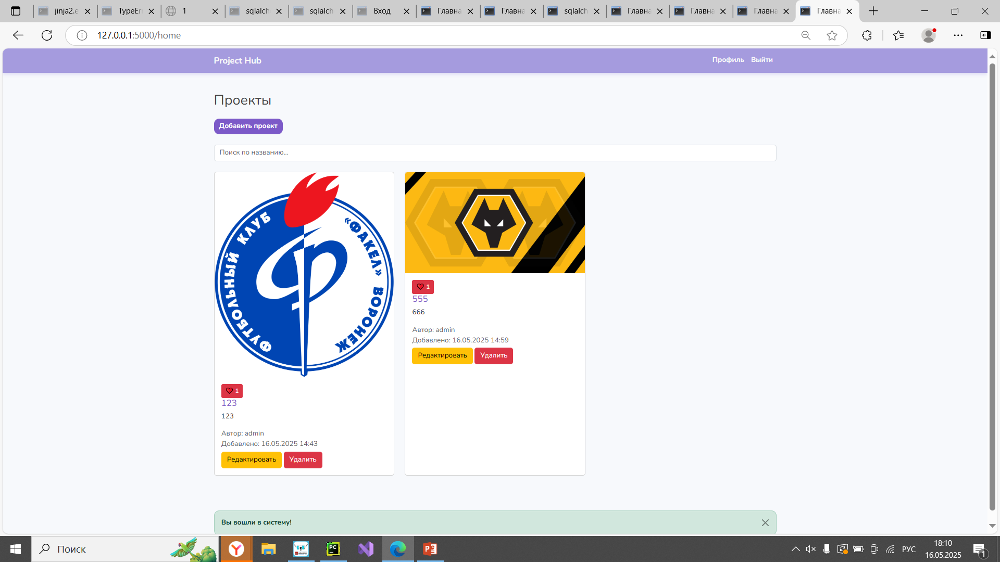 jinja2.e
TypeErr
1
sqlalch
sqlalch
Вход
Главна
Главна
sqlalch
Главна
Главна
Главна
Главна
127.0.0.1:5000/home
Project Hub
Профиль Выйти
Проекты
Добавить проект
Поиск по названию...
ФУТБОЛЬНЫЙ КЛУБ «ФАКЕЛ» ВОРОНЕЖ
1
123
123
Автор: admin
Добавлено: 16.05.2025 14:43
Редактировать Удалить
1
555
666
Автор: admin
Добавлено: 16.05.2025 14:59
Редактировать Удалить
Вы вошли в систему!
Поиск
РУС
18:10
16.05.2025
1